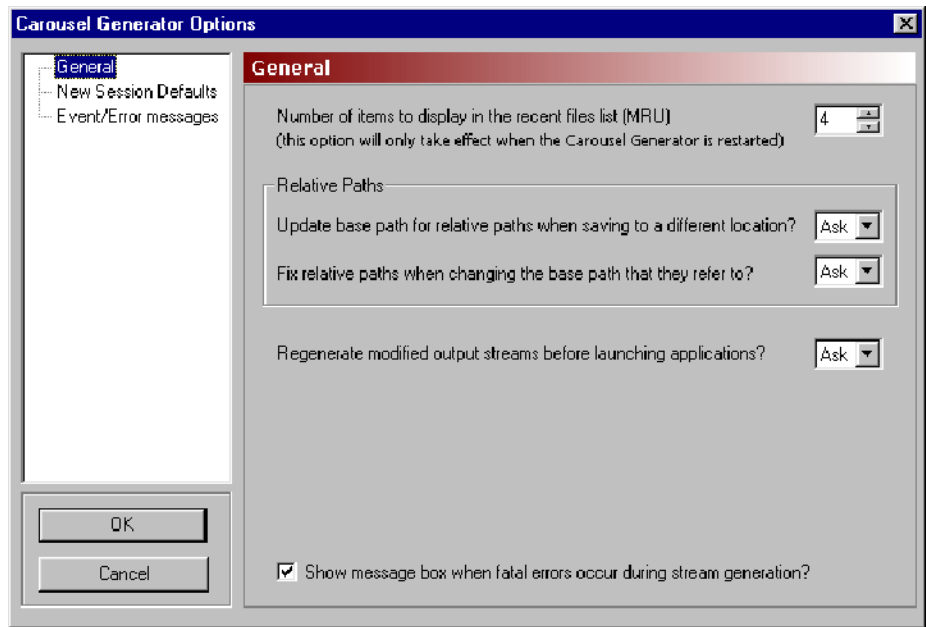 Carousel Generator Options
General
New Session Defaults
Event/Error messages
General
Number of items to display in the recent files list (MRU)
(this option will only take effect when the Carousel Generator is restarted)
4
Relative Paths
Update base path for relative paths when saving to a different location?
Ask
Fix relative paths when changing the base path that they refer to?
Ask
Regenerate modified output streams before launching applications?
Ask
OK
Cancel
Show message box when fatal errors occur during stream generation?